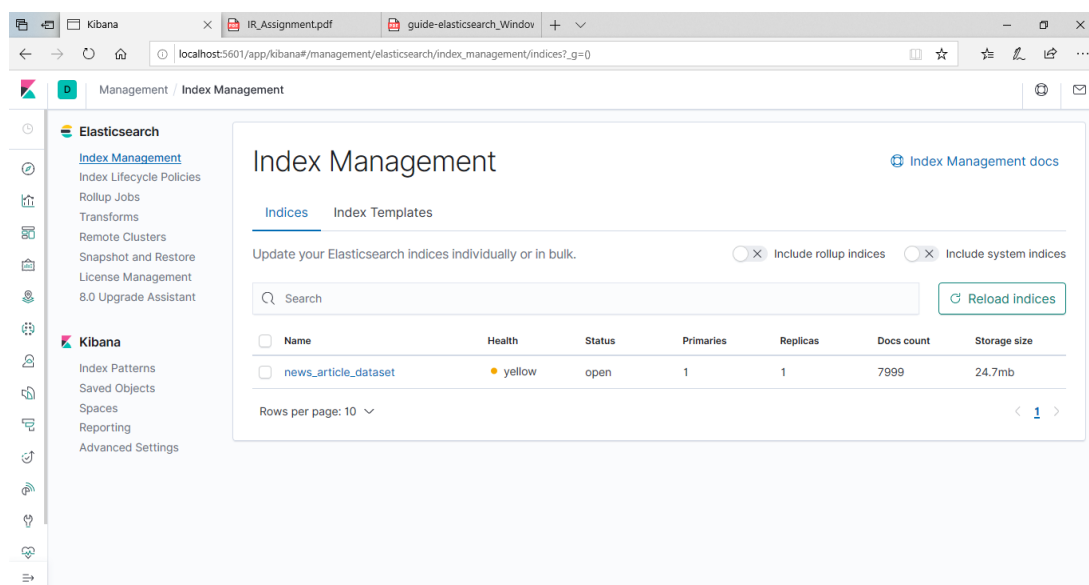 Kibana
IR_Assignment.pdf
guide-elasticsearch_Window
localhost:5601/app/kibana#/management/elasticsearch/index_management/indices?_g=()
D Management / Index Management
Elasticsearch
Index Management
Index Lifecycle Policies
Rollup Jobs
Transforms
Remote Clusters
Snapshot and Restore
License Management
8.0 Upgrade Assistant
Kibana
Index Patterns
Saved Objects
Spaces
Reporting
Advanced Settings
Index Management
Index Management docs
Indices Index Templates
Update your Elasticsearch indices individually or in bulk.
Include rollup indices
Include system indices
Search
Reload indices
Name Health Status Primaries Replicas Docs count Storage size
news_article_dataset yellow open 1 1 7999 24.7mb
Rows per page: 10
1